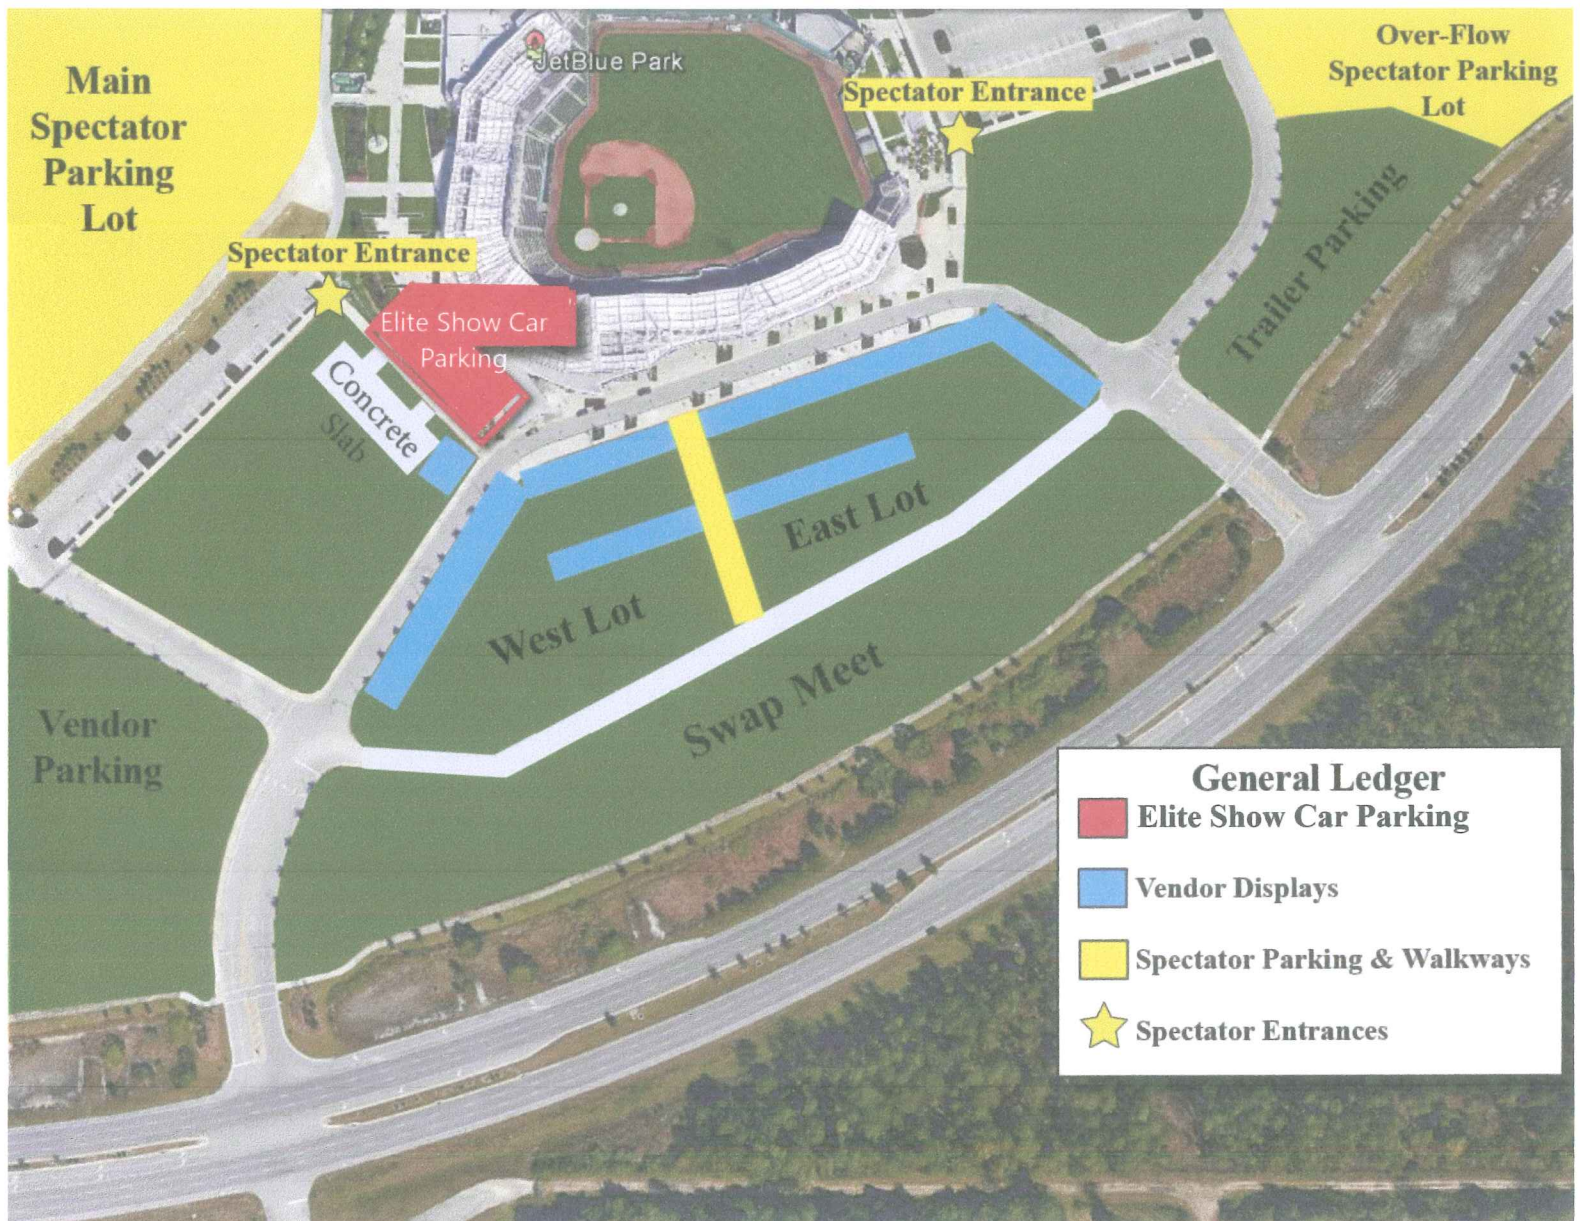 Main
Spectator
Parking
Lot
JetBlue Park
Spectator Entrance
Over-Flow
Spectator Parking
Lot
Spectator Entrance
Elite Show Car
Parking
Concrete
Slab
Trailer Parking
East Lot
West Lot
Swap Meet
Vendor
Parking
General Ledger
Elite Show Car Parking
Vendor Displays
Spectator Parking & Walkways
Spectator Entrances